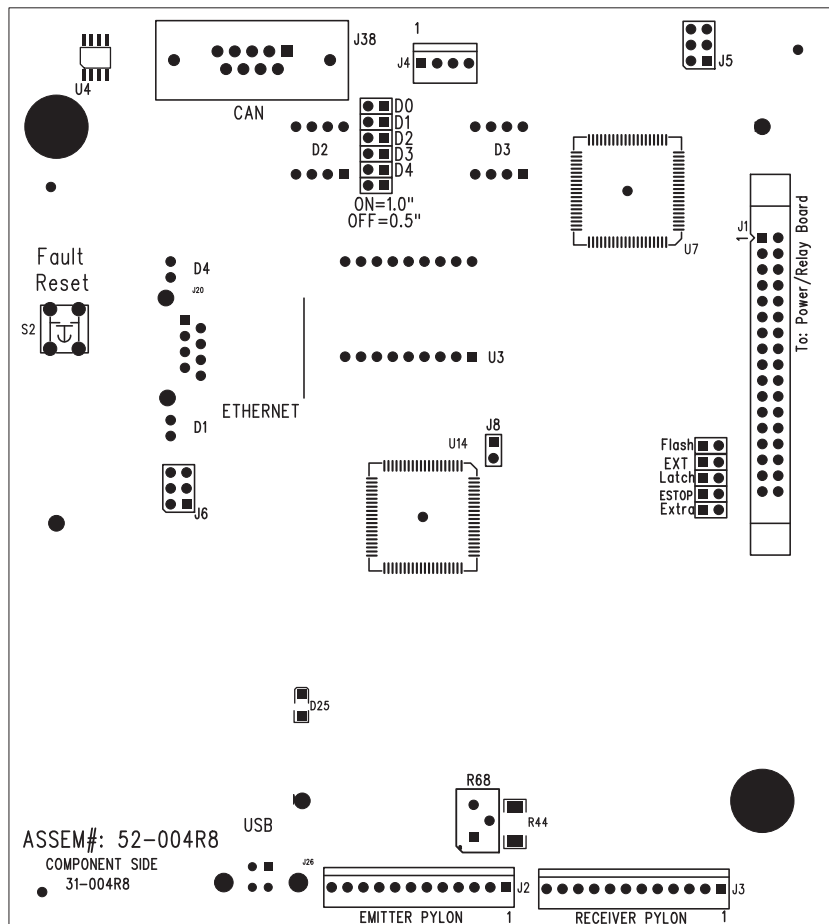 J38
1
J4
J5
U4
CAN
D0
D1
D2
D3
D4
D2
D3
ON=1.0"
OFF=0.5"
U7
J1
1
To: Power/Relay Board
Fault
Reset
S2
D4
J20
U3
ETHERNET
D1
J8
U14
J6
Flash
EXT
Latch
ESTOP
Extra
D25
R68
R44
USB
ASSEM#: 52-004R8
COMPONENT SIDE
31-004R8
J26
J2
J3
EMITTER PYLON 1
RECEIVER PYLON 1